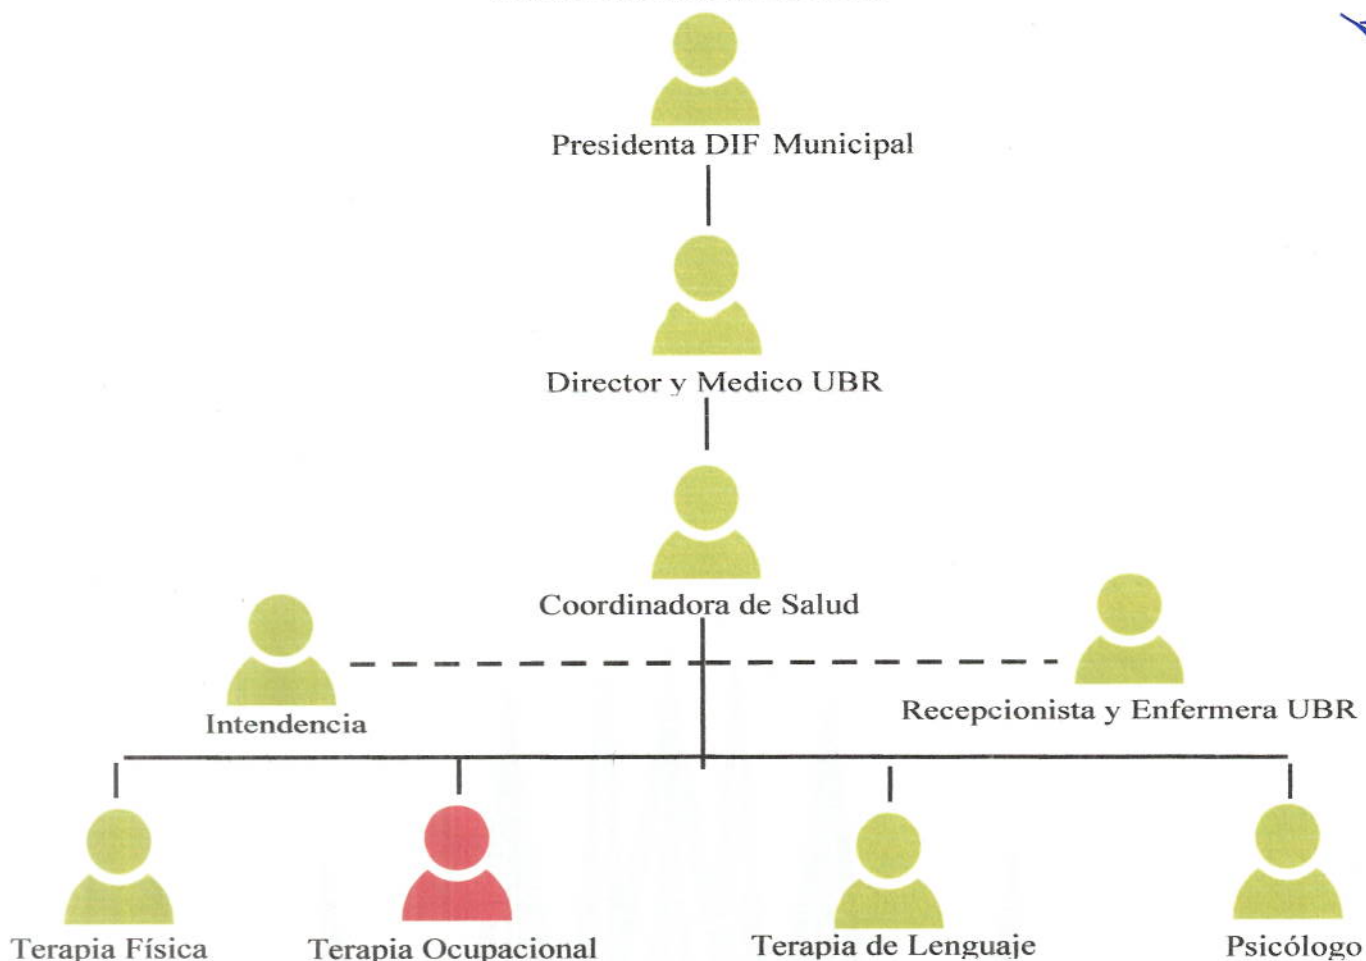 Presidenta DIF Municipal
Director y Medico UBR
Coordinadora de Salud
Intendencia
Recepcionista y Enfermera UBR
Terapia Física
Terapia Ocupacional
Terapia de Lenguaje
Psicólogo